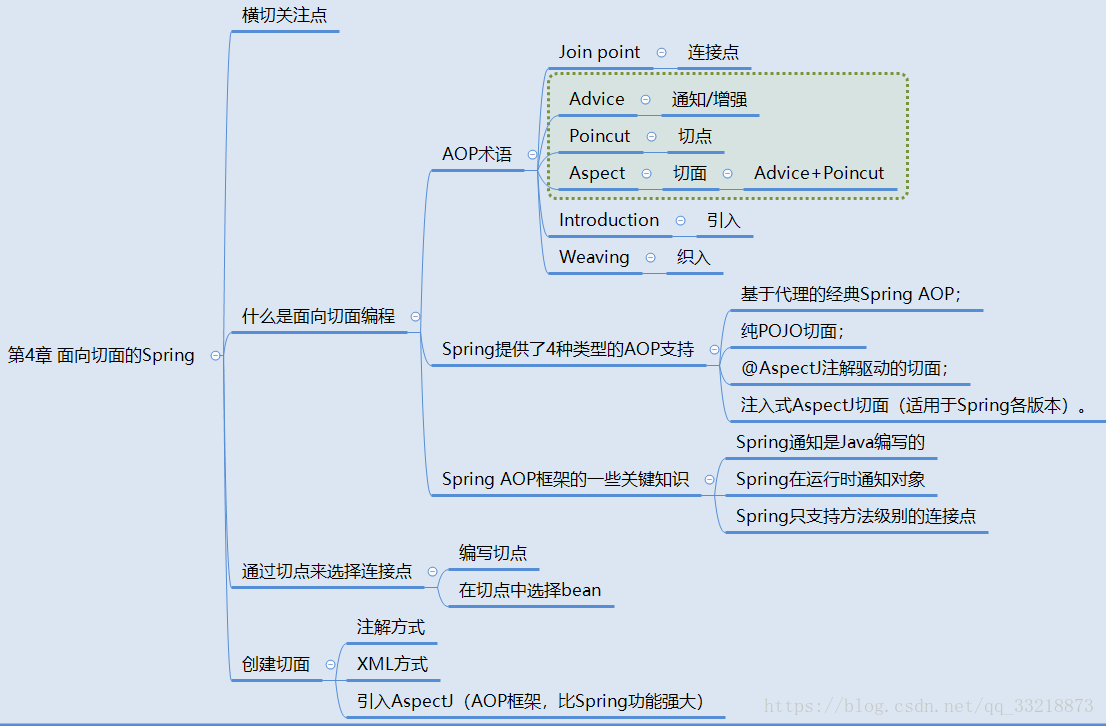 横切关注点
Join point 连接点
Advice 通知/增强
Poincut 切点
AOP术语
Aspect 切面 Advice+Poincut
Introduction 引入
Weaving 织入
基于代理的经典Spring AOP；
什么是面向切面编程
纯POJO切面；
Spring提供了4种类型的AOP支持
第4章 面向切面的Spring
@AspectJ注解驱动的切面；
注入式AspectJ切面（适用于Spring各版本）。
Spring通知是Java编写的
Spring AOP框架的一些关键知识
Spring在运行时通知对象
Spring只支持方法级别的连接点
编写切点
通过切点来选择连接点
在切点中选择bean
注解方式
创建切面
XML方式
引入AspectJ（AOP框架，比Spring功能强大）
https://blog.csdn.net/qq_33218873